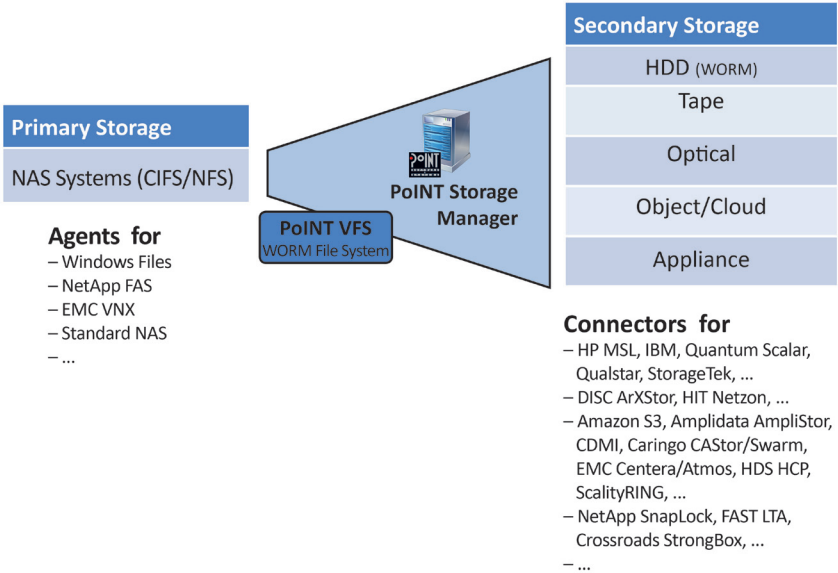 Primary Storage
NAS Systems (CIFS/NFS)
Agents for
– Windows Files
– NetApp FAS
– EMC VNX
– Standard NAS
– ...
PoINT
PoINT Storage
Manager
PoINT VFS
WORM File System
Secondary Storage
HDD (WORM)
Tape
Optical
Object/Cloud
Appliance
Connectors for
– HP MSL, IBM, Quantum Scalar,
Qualstar, StorageTek, ...
– DISC ArXStor, HIT Netzon, ...
– Amazon S3, Amplidata AmpliStor,
CDMI, Caringo CAStor/Swarm,
EMC Centera/Atmos, HDS HCP,
ScalityRING, ...
– NetApp SnapLock, FAST LTA,
Crossroads StrongBox, ...
– ...